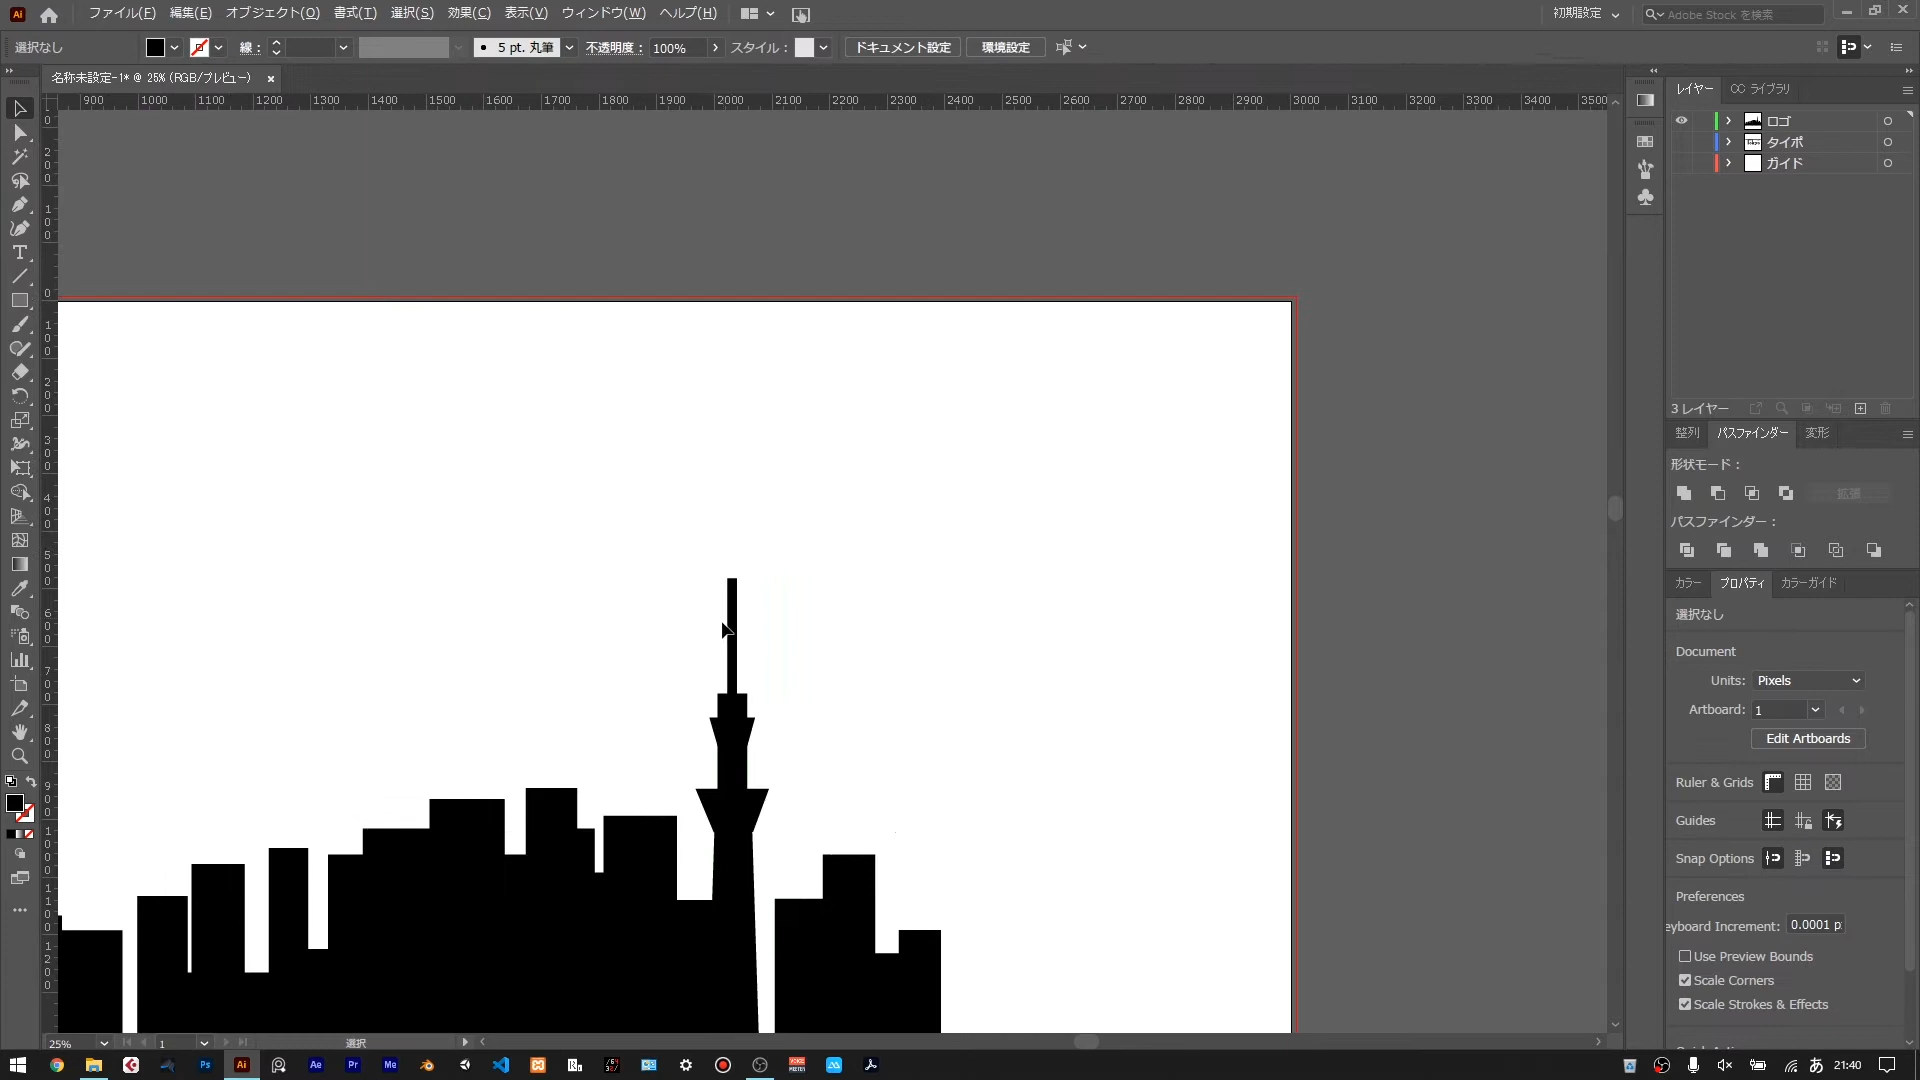 Ai ファイル(F) 編集(E) オブジェクト(O) 書式(T) 選択(S) 効果(C) 表示(V) ウィンドウ(W) ヘルプ(H) 初期設定 Adobe Stock を検索
選択なし 線： 5 pt. 丸筆 不透明度： 100% スタイル： ドキュメント設定 環境設定
名称未設定-1* @ 25% (RGB/プレビュー)
900 1000 1100 1200 1300 1400 1500 1600 1700 1800 1900 2000 2100 2200 2300 2400 2500 2600 2700 2800 2900 3000 3100 3200 3300 3400 3500
レイヤー CC ライブラリ
ロゴ
タイポ
ガイド
3 レイヤー
整列 パスファインダー 変形
形状モード：
拡張
パスファインダー：
カラー プロパティ カラーガイド
選択なし
Document
Units: Pixels
Artboard: 1
Edit Artboards
Ruler & Grids
Guides
Snap Options
Preferences
eyboard Increment: 0.0001 p
Use Preview Bounds
Scale Corners
Scale Strokes & Effects
25% 1 選択
Ps Ai Ae Pr Me あ 21:40